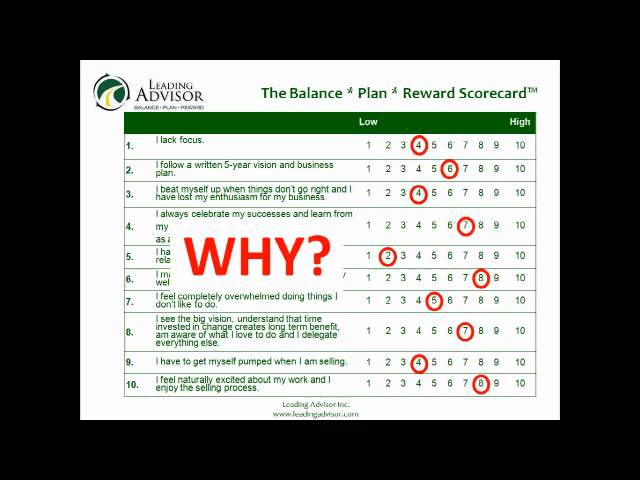 LEADING
ADVISOR
BALANCE • PLAN • REWARD
The Balance * Plan * Reward Scorecard™
Low High
1. I lack focus. 1 2 3 4 5 6 7 8 9 10
2. I follow a written 5-year vision and business
plan. 1 2 3 4 5 6 7 8 9 10
3. I beat myself up when things don't go right and I
have lost my enthusiasm for my business. 1 2 3 4 5 6 7 8 9 10
4. I always celebrate my successes and learn from
my 1 2 3 4 5 6 7 8 9 10
as
5. I 1 2 3 4 5 6 7 8 9 10
WHY?
6. I 1 2 3 4 5 6 7 8 9 10
7. I feel completely overwhelmed doing things I
don't like to do. 1 2 3 4 5 6 7 8 9 10
8. I see the big vision, understand that time
invested in change creates long term benefit,
am aware of what I love to do and I delegate
everything else. 1 2 3 4 5 6 7 8 9 10
9. I have to get myself pumped when I am selling. 1 2 3 4 5 6 7 8 9 10
10. I feel naturally excited about my work and I
enjoy the selling process. 1 2 3 4 5 6 7 8 9 10
Leading Advisor Inc.
www.leadingadvisor.com